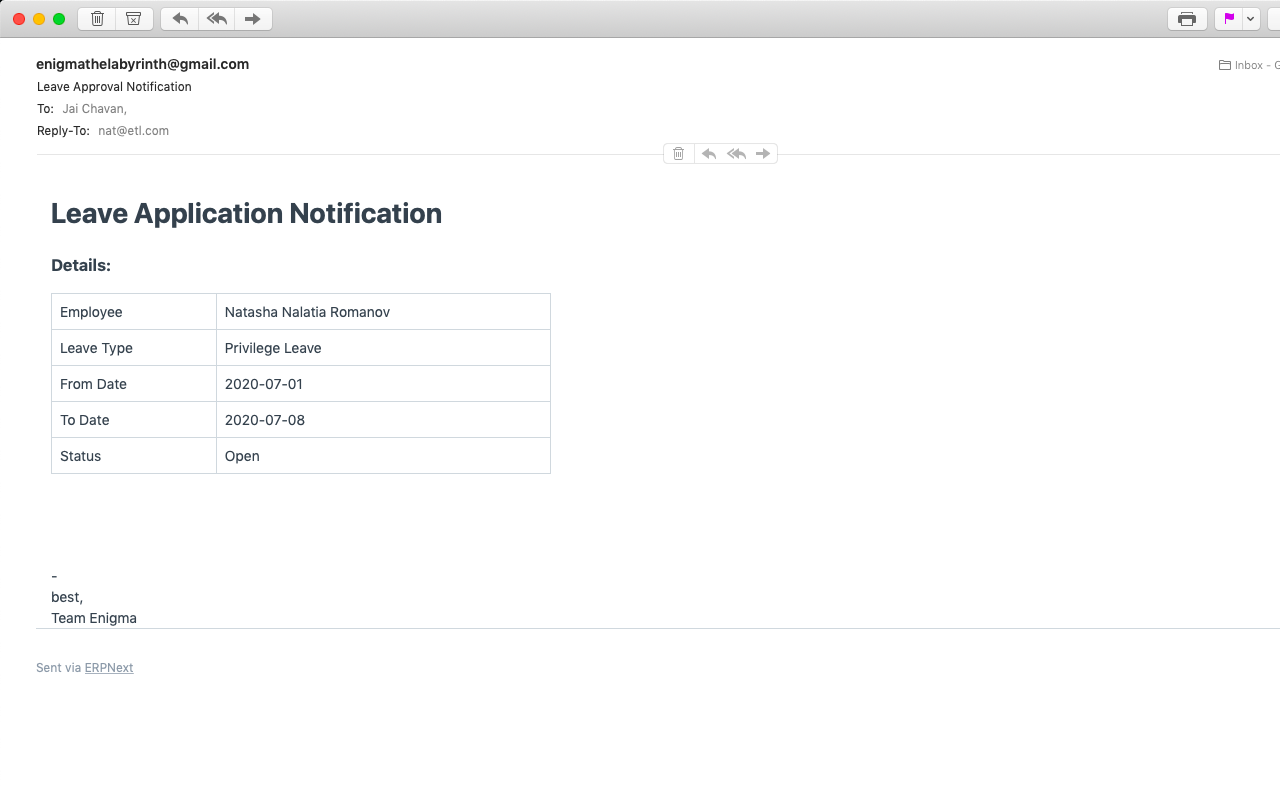 enigmathelabyrinth@gmail.com
Inbox - G
Leave Approval Notification
To: Jai Chavan,
Reply-To: nat@etl.com
Leave Application Notification
Details:
Employee Natasha Nalatia Romanov
Leave Type Privilege Leave
From Date 2020-07-01
To Date 2020-07-08
Status Open
-
best,
Team Enigma
Sent via ERPNext